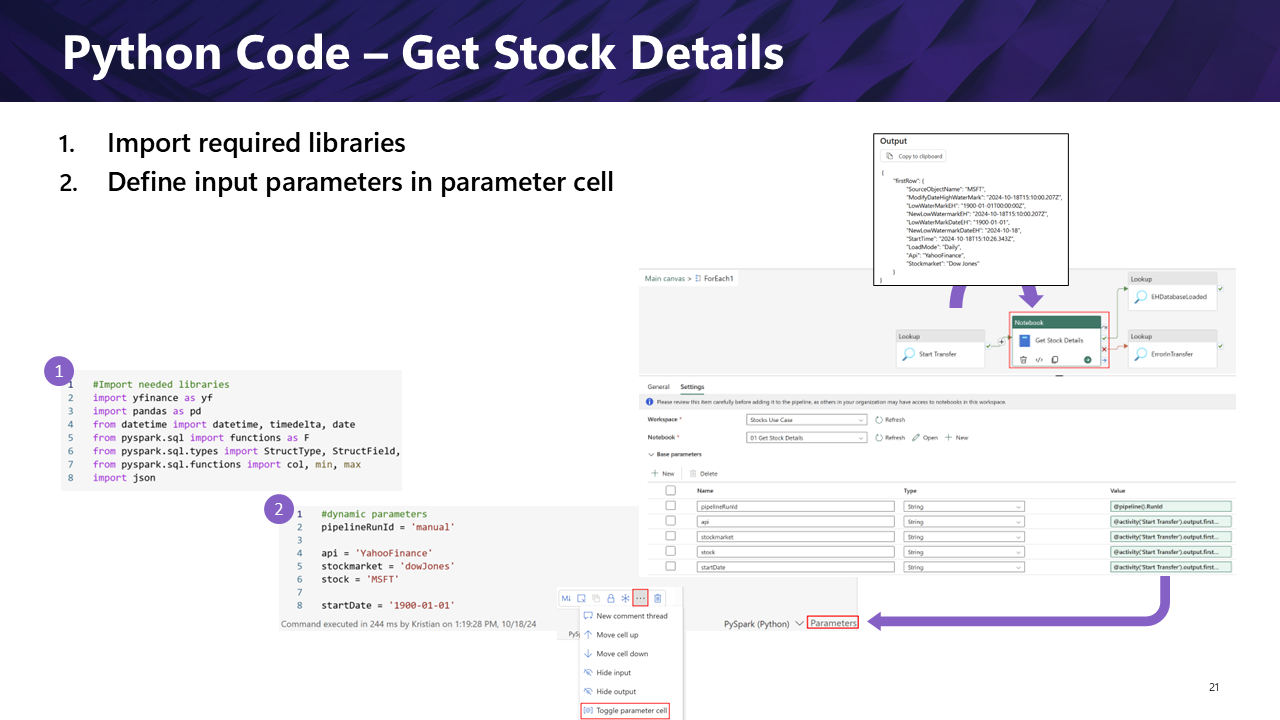 Python Code – Get Stock Details
1. Import required libraries
2. Define input parameters in parameter cell
Output
Copy to clipboard
{
"firstRow": {
"SourceObjectName": "MSFT",
"ModifyDateHighWaterMark": "2024-10-18T15:10:00.207Z",
"LowWaterMarkEH": "1900-01-01T00:00:00Z",
"NewLowWatermarkEH": "2024-10-18T15:10:00.207Z",
"LowWaterMarkDateEH": "1900-01-01",
"NewLowWatermarkDateEH": "2024-10-18",
"StartTime": "2024-10-18T15:10:26.343Z",
"LoadMode": "Daily",
"Api": "YahooFinance",
"Stockmarket": "Dow Jones"
}
}
Main canvas > ForEach1
Lookup
Start Transfer
Notebook
Get Stock Details
Lookup
EHDatabaseLoaded
Lookup
ErrorInTransfer
General Settings
Please review this item carefully before adding it to the pipeline, as others in your organization may have access to notebooks in this workspace.
Workspace * Stocks Use Case Refresh
Notebook * 01 Get Stock Details Refresh Open New
Base parameters
New Delete
Name Type Value
pipelineRunId String @pipeline().RunId
api String @activity('Start Transfer').output.first...
stockmarket String @activity('Start Transfer').output.first...
stock String @activity('Start Transfer').output.first...
startDate String @activity('Start Transfer').output.first...
1
1 #Import needed libraries
2 import yfinance as yf
3 import pandas as pd
4 from datetime import datetime, timedelta, date
5 from pyspark.sql import functions as F
6 from pyspark.sql.types import StructType, StructField,
7 from pyspark.sql.functions import col, min, max
8 import json
2
1 #dynamic parameters
2 pipelineRunId = 'manual'
3
4 api = 'YahooFinance'
5 stockmarket = 'dowJones'
6 stock = 'MSFT'
7
8 startDate = '1900-01-01'
Command executed in 244 ms by Kristian on 1:19:28 PM, 10/18/24
PySpark (Python) Parameters
M↓
New comment thread
Move cell up
Move cell down
Hide input
Hide output
Toggle parameter cell
21